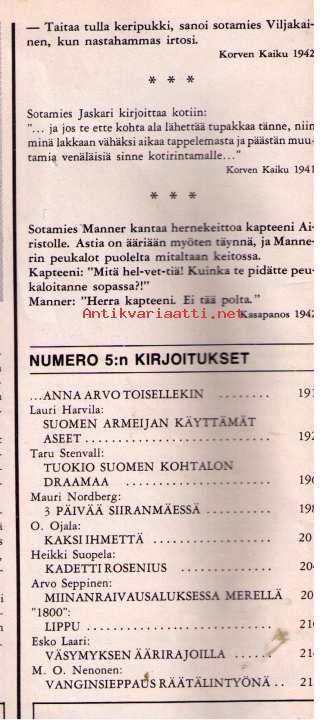 — Taitaa tulla keripukki, sanoi sotamies Viljakai-
nen, kun nastahammas irtosi.
Korven Kaiku 1942
* * *
Sotamies Jaskari kirjoittaa kotiin:
"... ja jos te ette kohta ala lähettää tupakkaa tänne, niin
minä lakkaan vähäksi aikaa tappelemasta ja päästän muu-
tamia venäläisiä sinne kotirintamalle..."
Korven Kaiku 1941
* * *
Sotamies Manner kantaa hernekeittoa kapteeni Ai-
ristolle. Astia on ääriään myöten täynnä, ja Manne-
rin peukalot puolelta mitaltaan keitossa.
Kapteeni: "Mitä hel-vet-tiä! Kuinka te pidätte peu-
kaloitanne sopassa?!"
Manner: "Herra kapteeni. Ei tää polta."
Antikvariaatti.net
Kasapanos 1942
NUMERO 5:n KIRJOITUKSET
...ANNA ARVO TOISELLEKIN ........ 191
Lauri Harvila:
SUOMEN ARMEIJAN KÄYTTÄMÄT
ASEET ............................ 192
Taru Stenvall:
TUOKIO SUOMEN KOHTALON
DRAAMAA ..........................
Mauri Nordberg:
3 PÄIVÄÄ SIIRANMÄESSÄ ..........
O. Ojala:
KAKSI IHMETTÄ ....................
Heikki Suopela:
KADETTI ROSENIUS ................
Arvo Seppinen:
MIINANRAIVAUSALUKSESSA MERELLÄ
"1800":
LIPPU ............................
Esko Laari:
VÄSYMYKSEN ÄÄRIRAJOILLA ......
M. O. Nenonen:
VANGINSIEPPAUS RÄÄTÄLINTYÖNÄ ..